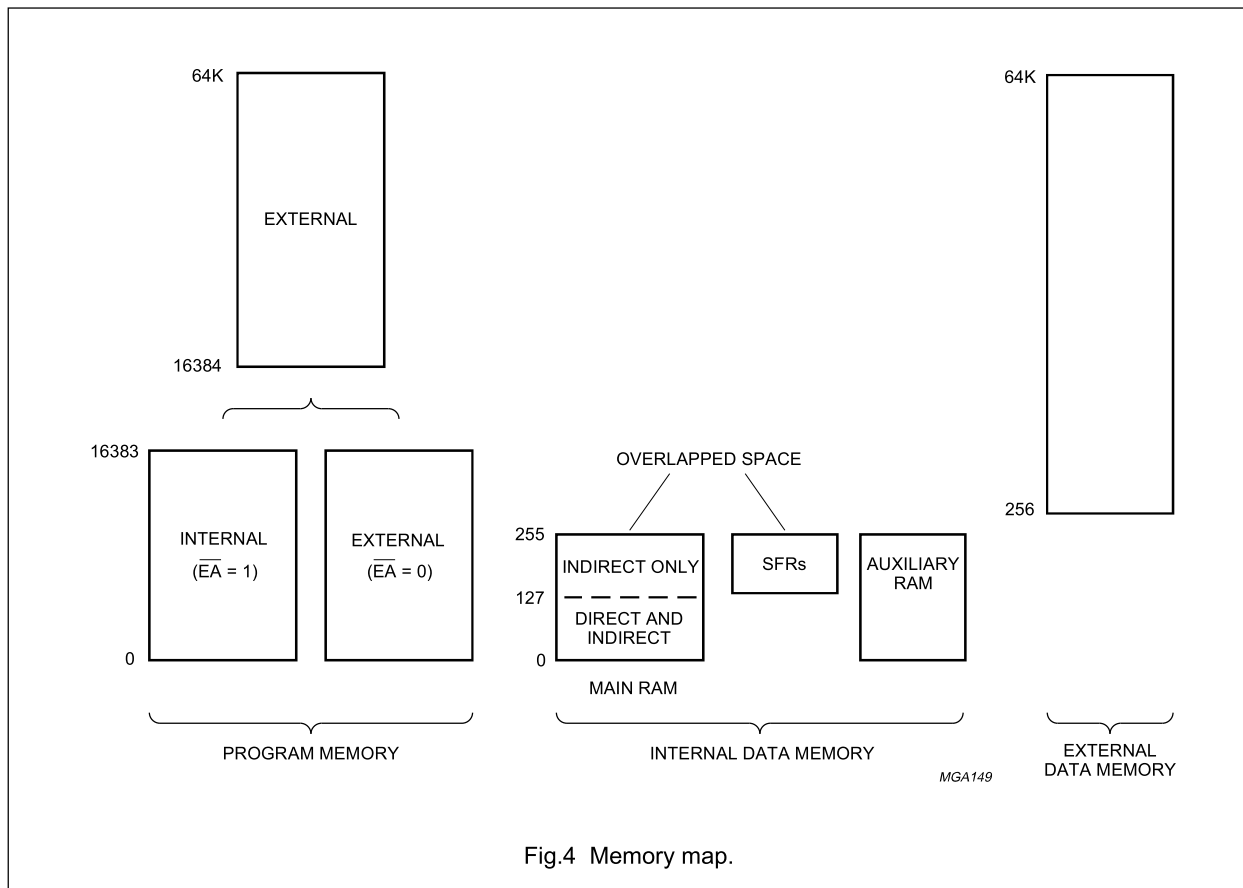 64K
EXTERNAL
16384
16383
INTERNAL
(E̅A̅ = 1)
EXTERNAL
(E̅A̅ = 0)
0
PROGRAM MEMORY
OVERLAPPED SPACE
255
INDIRECT ONLY
127
DIRECT AND
INDIRECT
0
MAIN RAM
SFRs
AUXILIARY
RAM
INTERNAL DATA MEMORY
64K
256
EXTERNAL
DATA MEMORY
MGA149
Fig.4 Memory map.